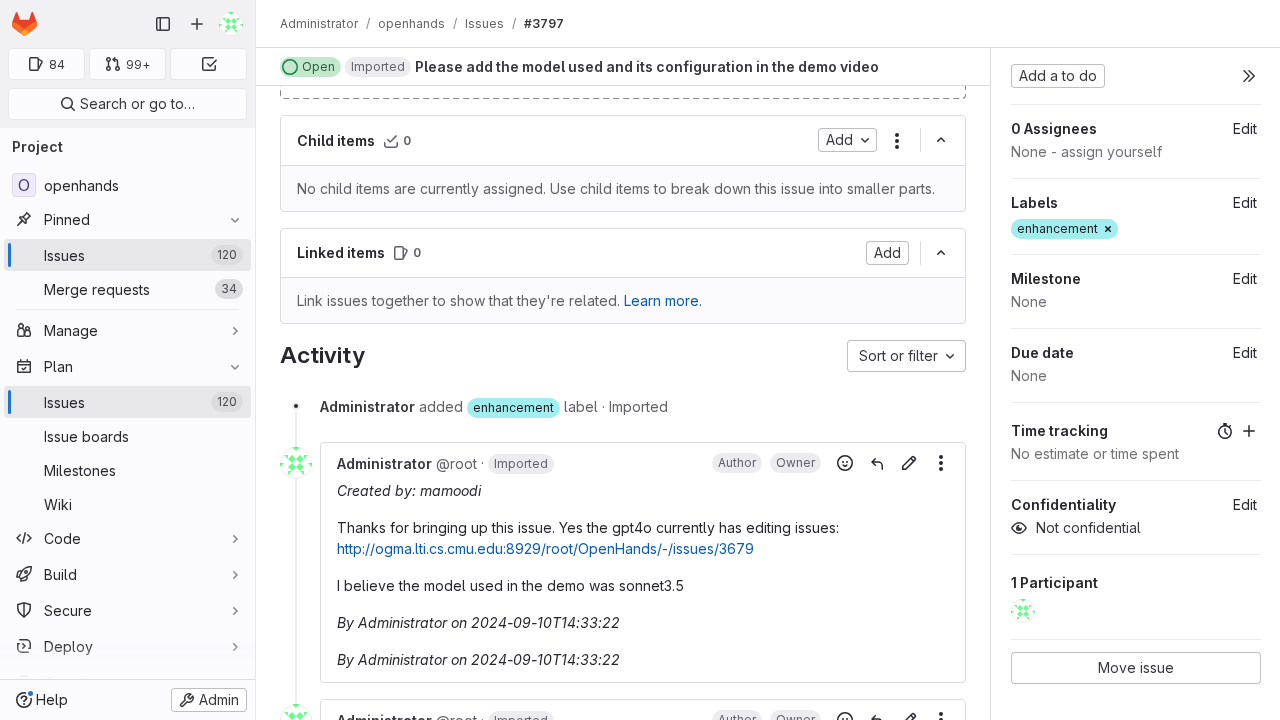 Administrator / openhands / Issues / #3797
84
99+
Search or go to…
Project
O openhands
Pinned
Issues 120
Merge requests 34
Manage
Plan
Issues 120
Issue boards
Milestones
Wiki
Code
Build
Secure
Deploy
Help
Admin
Open Imported Please add the model used and its configuration in the demo video
Child items 0
Add
No child items are currently assigned. Use child items to break down this issue into smaller parts.
Linked items 0
Add
Link issues together to show that they're related. Learn more.
Activity
Sort or filter
Administrator added enhancement label · Imported
Administrator @root · Imported
Author Owner
Created by: mamoodi
Thanks for bringing up this issue. Yes the gpt4o currently has editing issues:
http://ogma.lti.cs.cmu.edu:8929/root/OpenHands/-/issues/3679
I believe the model used in the demo was sonnet3.5
By Administrator on 2024-09-10T14:33:22
By Administrator on 2024-09-10T14:33:22
Administrator @root · Imported
Author Owner
Add a to do
0 Assignees Edit
None - assign yourself
Labels Edit
enhancement ×
Milestone Edit
None
Due date Edit
None
Time tracking
No estimate or time spent
Confidentiality Edit
Not confidential
1 Participant
Move issue